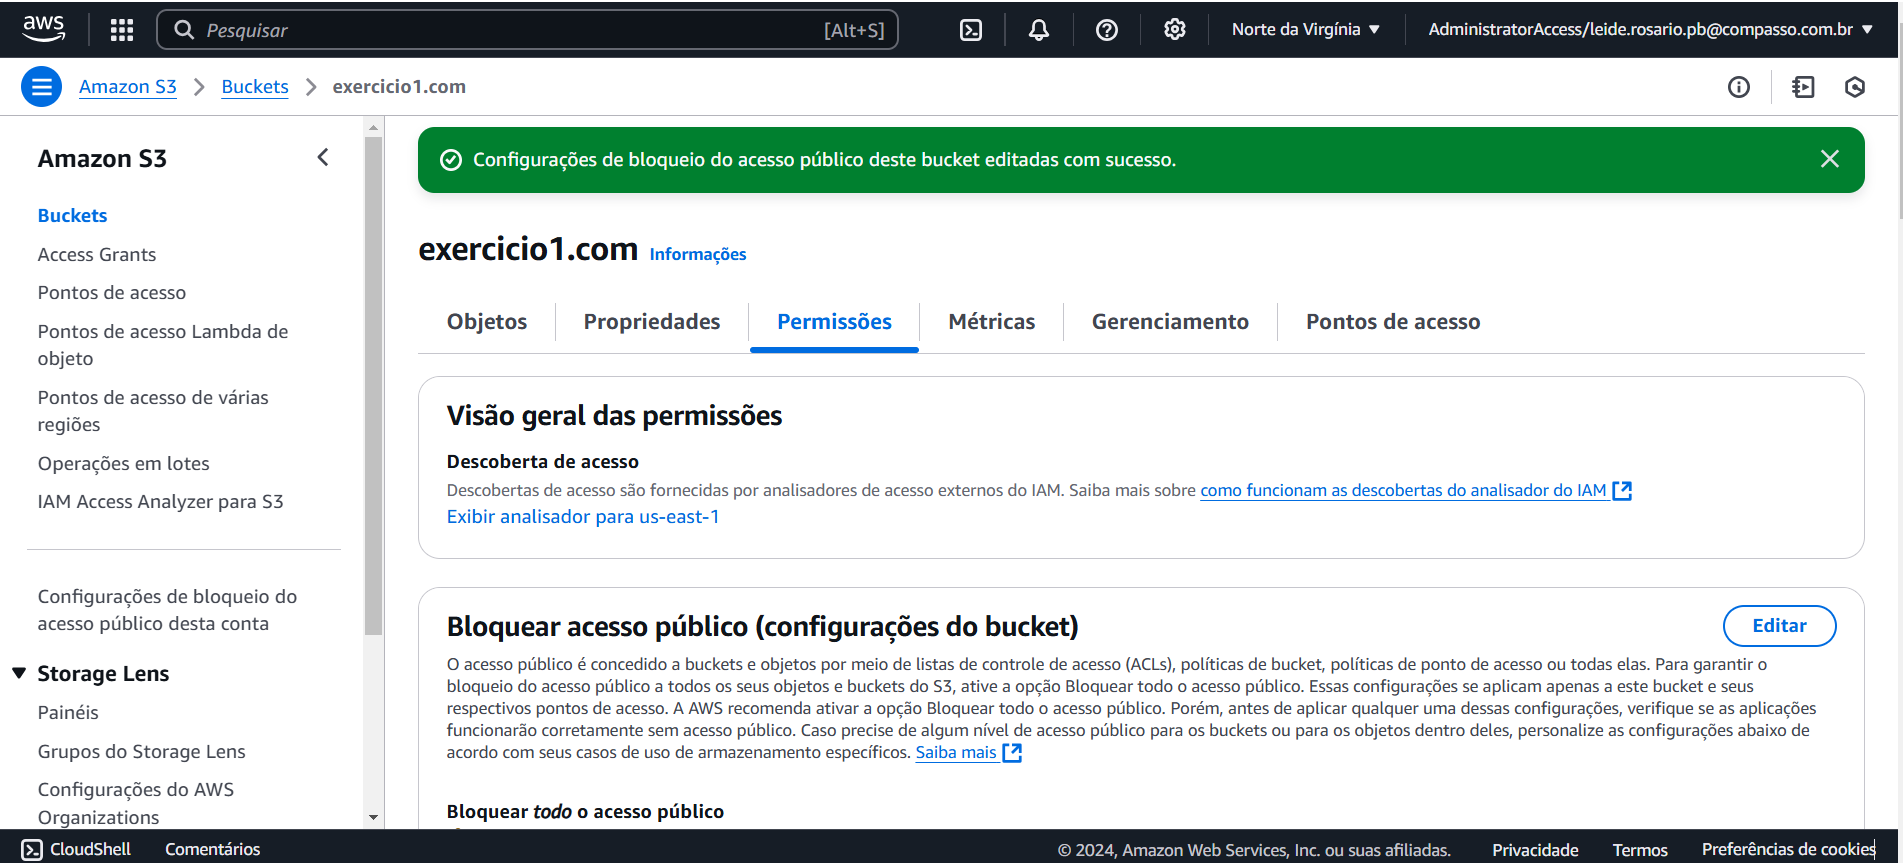 aws
Pesquisar [Alt+S]
Norte da Virgínia
AdministratorAccess/leide.rosario.pb@compasso.com.br
Amazon S3 > Buckets > exercicio1.com
Amazon S3
Buckets
Access Grants
Pontos de acesso
Pontos de acesso Lambda de
objeto
Pontos de acesso de várias
regiões
Operações em lotes
IAM Access Analyzer para S3
Configurações de bloqueio do
acesso público desta conta
Storage Lens
Painéis
Grupos do Storage Lens
Configurações do AWS
Organizations
Configurações de bloqueio do acesso público deste bucket editadas com sucesso.
exercicio1.com Informações
Objetos Propriedades Permissões Métricas Gerenciamento Pontos de acesso
Visão geral das permissões
Descoberta de acesso
Descobertas de acesso são fornecidas por analisadores de acesso externos do IAM. Saiba mais sobre como funcionam as descobertas do analisador do IAM
Exibir analisador para us-east-1
Bloquear acesso público (configurações do bucket)
Editar
O acesso público é concedido a buckets e objetos por meio de listas de controle de acesso (ACLs), políticas de bucket, políticas de ponto de acesso ou todas elas. Para garantir o
bloqueio do acesso público a todos os seus objetos e buckets do S3, ative a opção Bloquear todo o acesso público. Essas configurações se aplicam apenas a este bucket e seus
respectivos pontos de acesso. A AWS recomenda ativar a opção Bloquear todo o acesso público. Porém, antes de aplicar qualquer uma dessas configurações, verifique se as aplicações
funcionarão corretamente sem acesso público. Caso precise de algum nível de acesso público para os buckets ou para os objetos dentro deles, personalize as configurações abaixo de
acordo com seus casos de uso de armazenamento específicos. Saiba mais
Bloquear todo o acesso público
CloudShell Comentários
© 2024, Amazon Web Services, Inc. ou suas afiliadas. Privacidade Termos Preferências de cookies